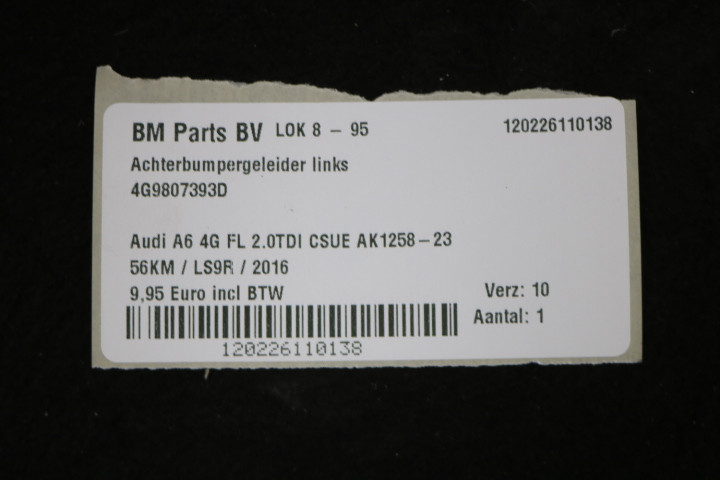 BM Parts BV LOK 8 – 95 120226110138
Achterbumpergeleider links
4G9807393D
Audi A6 4G FL 2.0TDI CSUE AK1258–23
56KM / LS9R / 2016
9,95 Euro incl BTW Verz: 10
Aantal: 1
120226110138